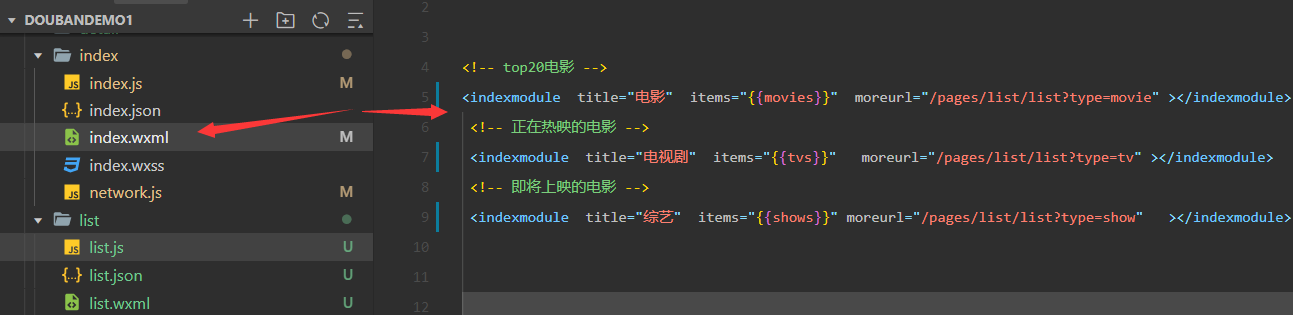 DOUBANDEMO1
index
index.js M
index.json
index.wxml M
index.wxss
network.js M
list
list.js U
list.json U
list.wxml U
2
3
4 <!-- top20电影 -->
5 <indexmodule  title="电影"  items="{{movies}}"  moreurl="/pages/list/list?type=movie" ></indexmodule>
6 <!-- 正在热映的电影 -->
7 <indexmodule  title="电视剧"  items="{{tvs}}"   moreurl="/pages/list/list?type=tv" ></indexmodule>
8 <!-- 即将上映的电影 -->
9 <indexmodule  title="综艺"  items="{{shows}}" moreurl="/pages/list/list?type=show"   ></indexmodule>
10
11
12